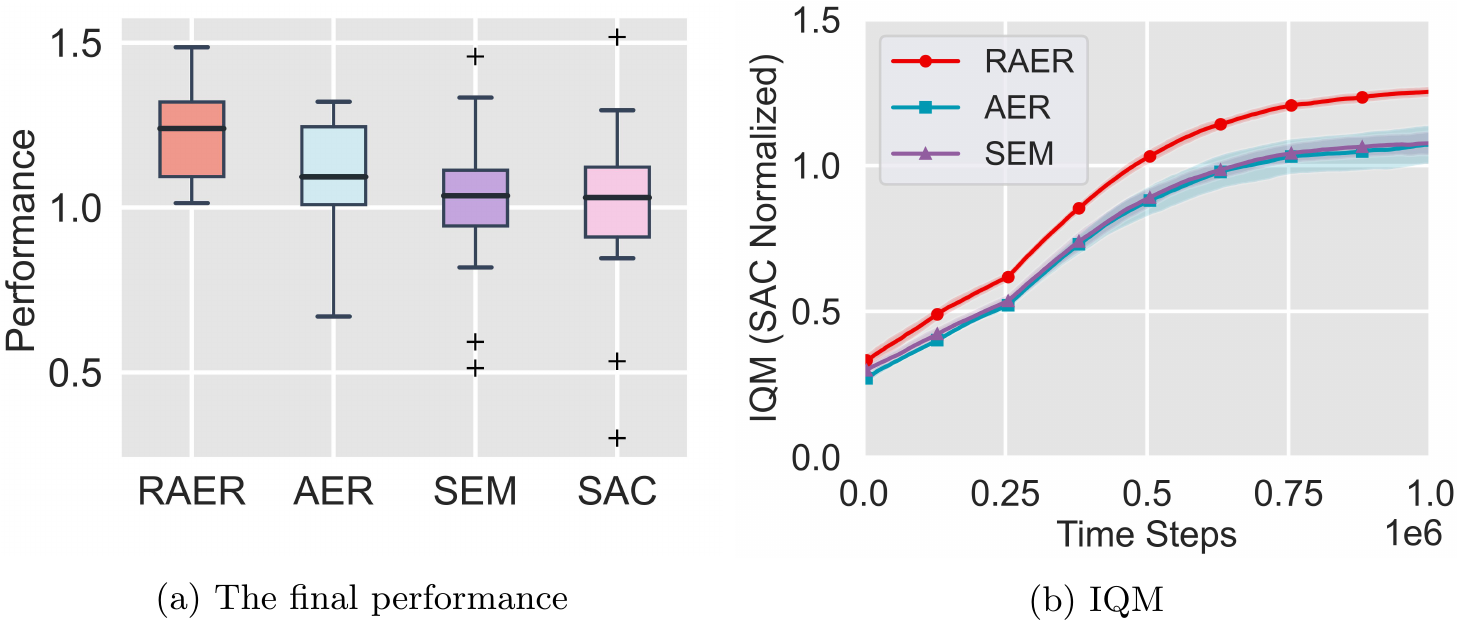 Performance
1.5
1.0
0.5
RAER AER SEM SAC
(a) The final performance
IQM (SAC Normalized)
1.5
1.0
0.5
0.0
RAER
AER
SEM
0.0 0.25 0.5 0.75 1.0
Time Steps 1e6
(b) IQM